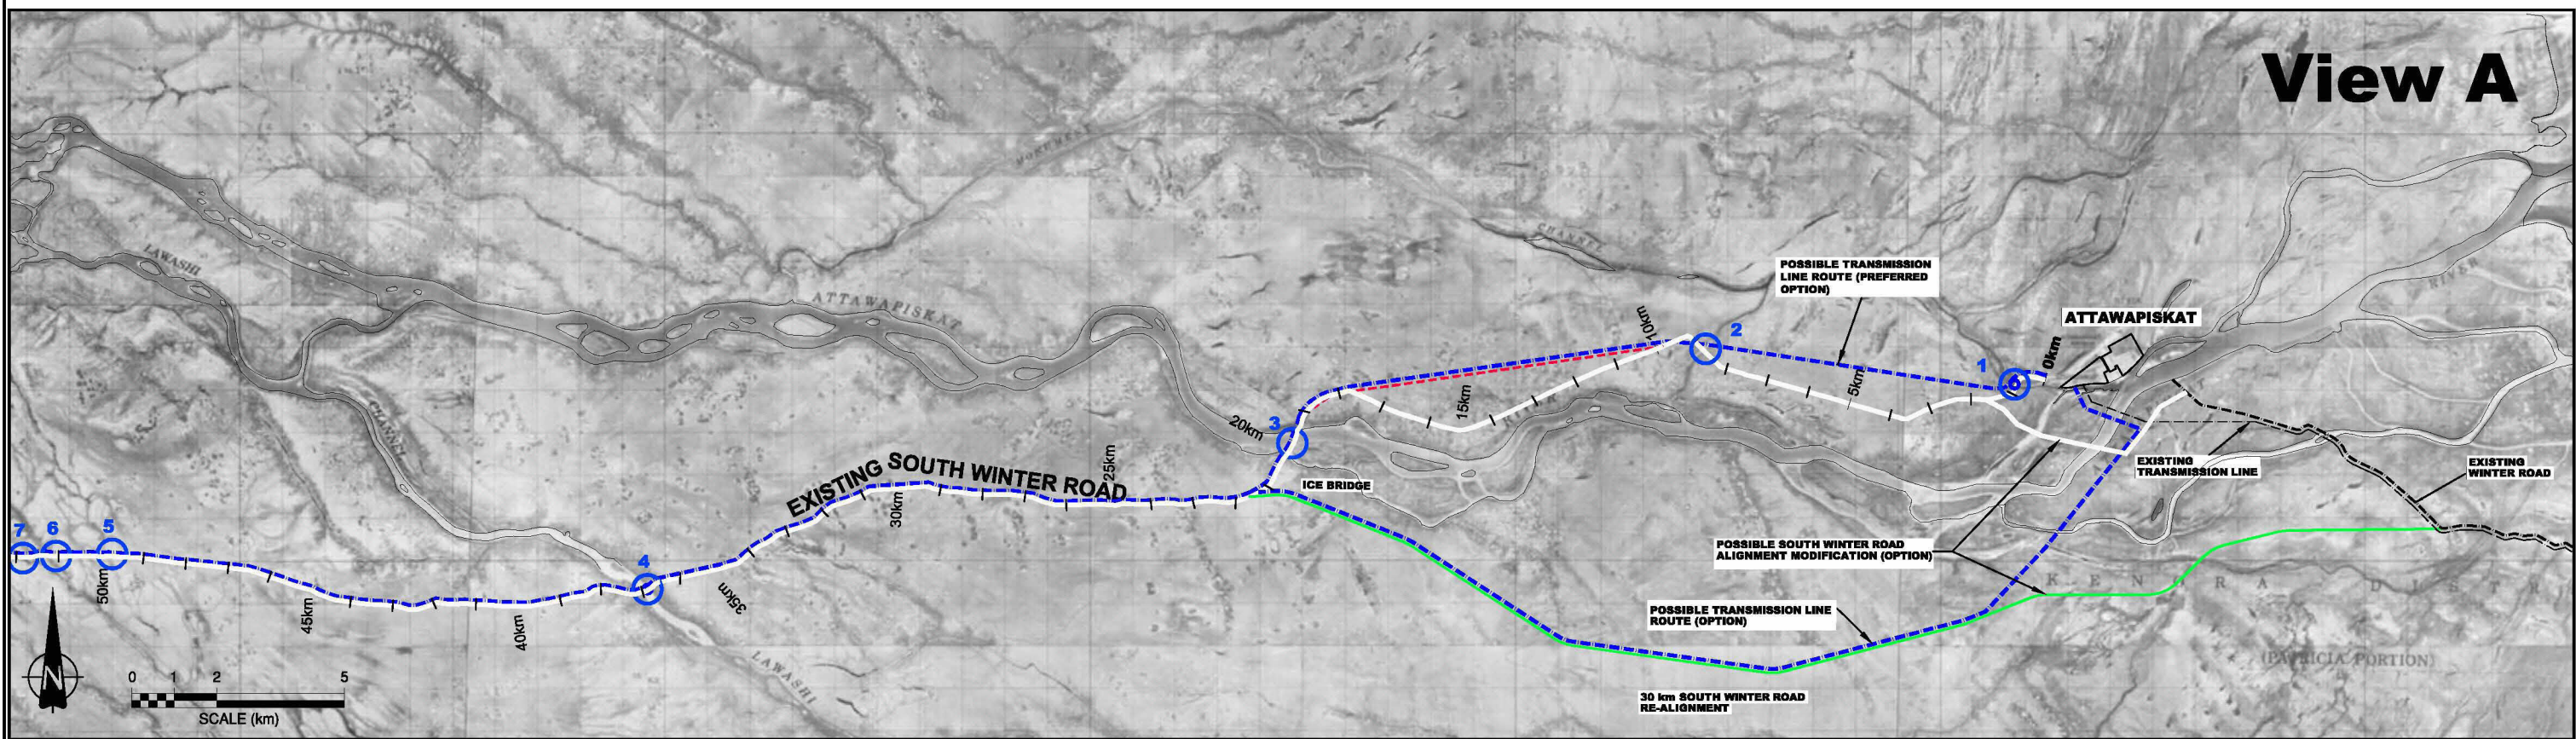 View A
MONUMENT
CHANNEL
LAWASHI
ATTAWAPISKAT
RIVER
POSSIBLE TRANSMISSION
LINE ROUTE (PREFERRED
OPTION)
ATTAWAPISKAT
0km
10km
2
1
6
5km
15km
CHANNEL
3
20km
25km
EXISTING SOUTH WINTER ROAD
30km
ICE BRIDGE
EXISTING
TRANSMISSION LINE
EXISTING
WINTER ROAD
7
6
5
4
50km
45km
40km
35km
POSSIBLE SOUTH WINTER ROAD
ALIGNMENT MODIFICATION (OPTION)
POSSIBLE TRANSMISSION LINE
ROUTE (OPTION)
K E N R A
(PATRICIA PORTION)
LAWASHI
30 km SOUTH WINTER ROAD
RE-ALIGNMENT
N
0 1 2 5
SCALE (km)